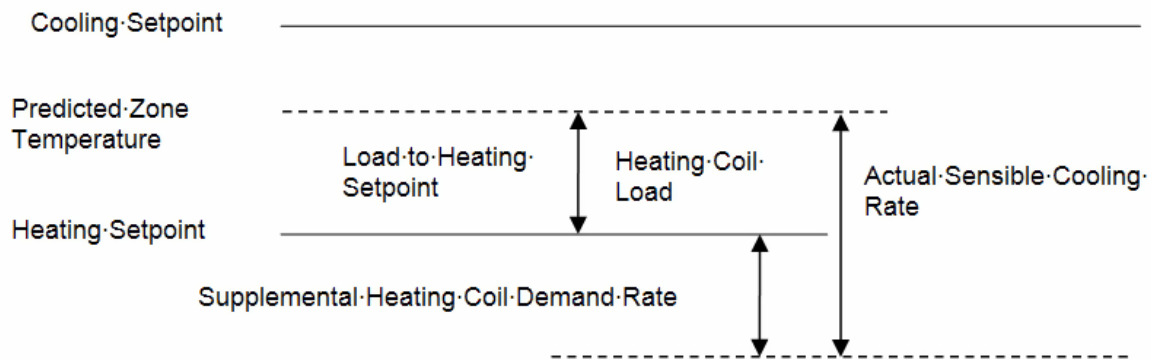 Cooling·Setpoint
Predicted·Zone
Temperature
Load·to·Heating·
Setpoint
Heating·Coil·
Load
Actual·Sensible·Cooling·
Rate
Heating·Setpoint
Supplemental·Heating·Coil·Demand·Rate